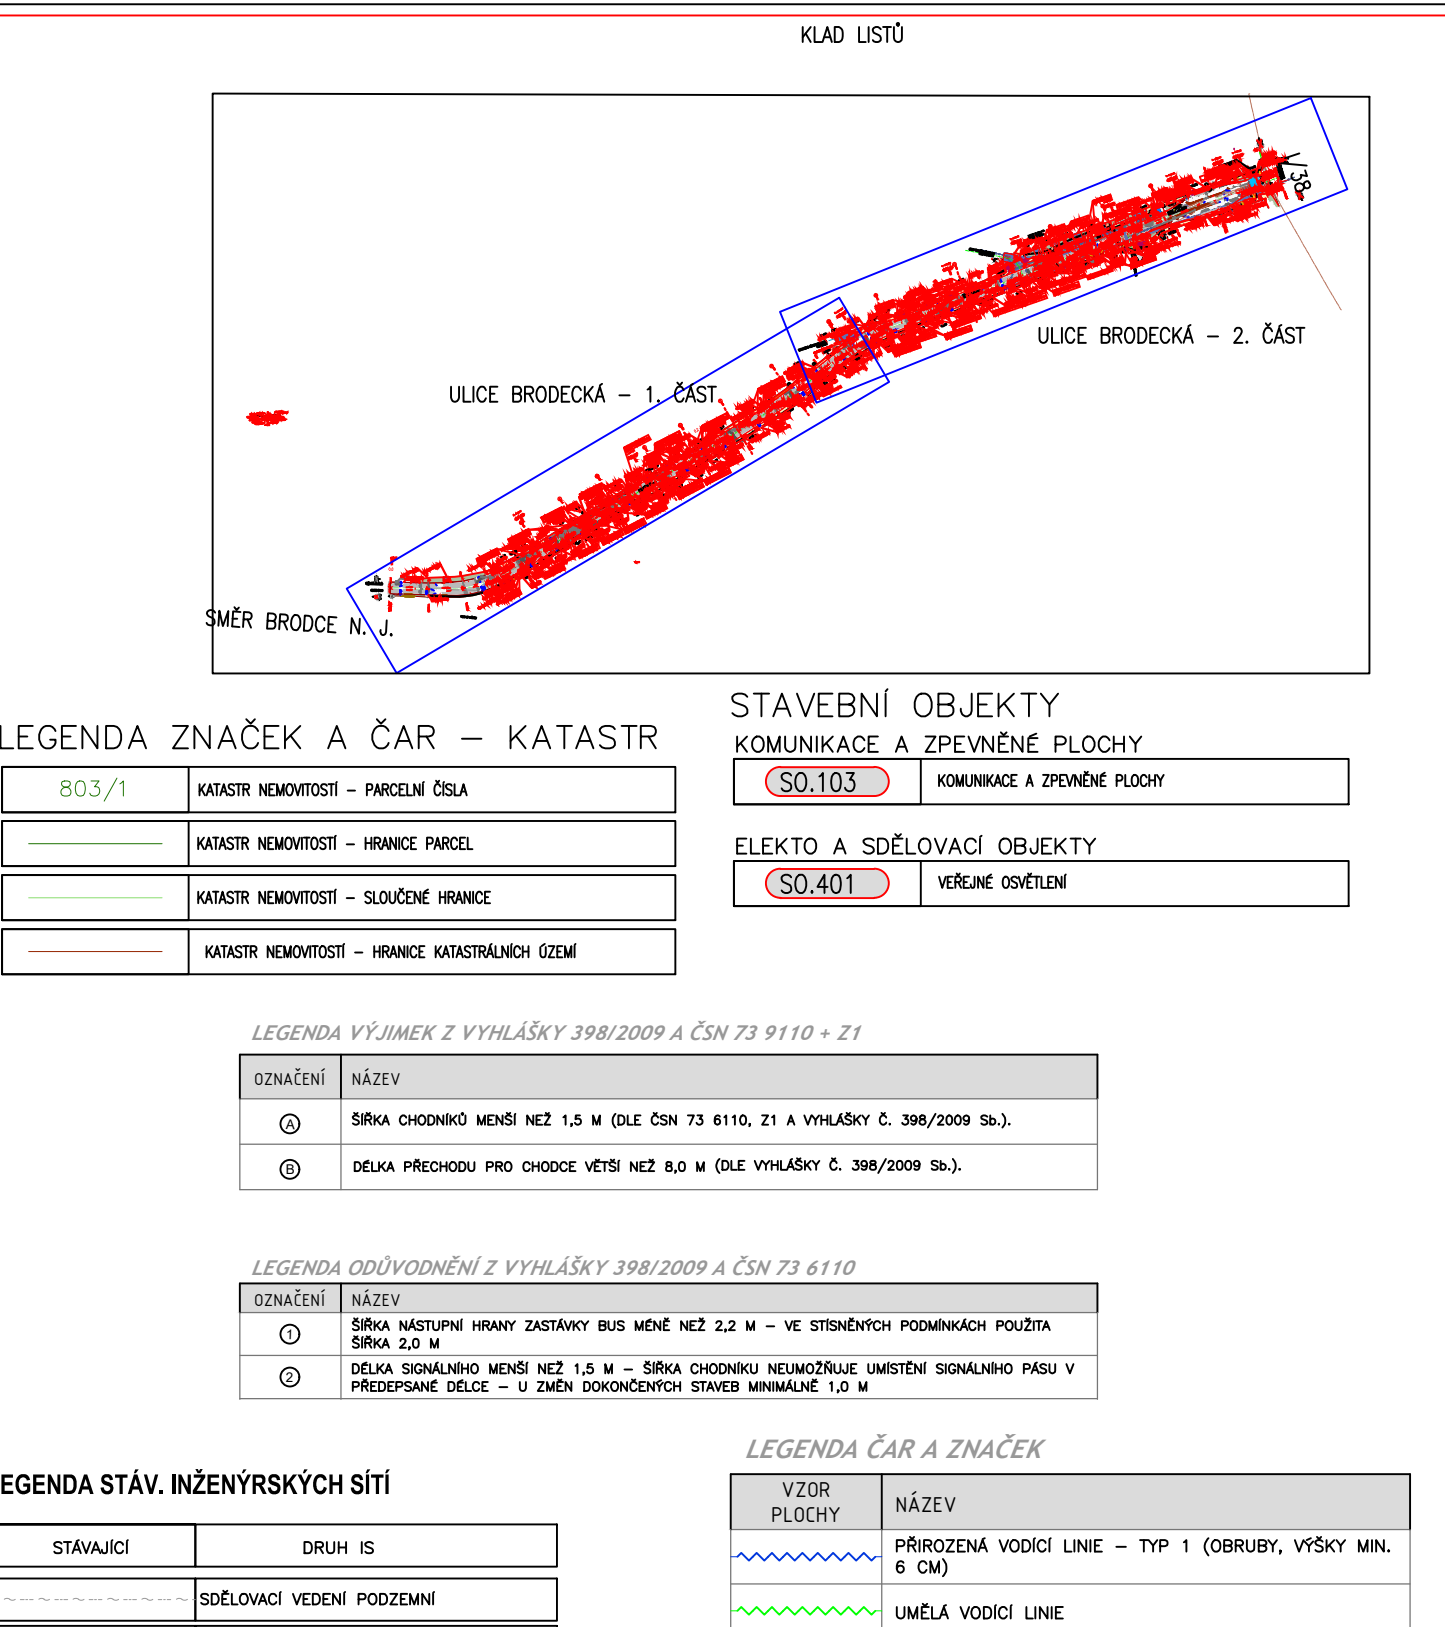 KLAD LISTŮ
I/38
ULICE BRODECKÁ – 2. ČÁST
ULICE BRODECKÁ – 1. ČÁST
SMĚR BRODCE N. J.
LEGENDA ZNAČEK A ČAR – KATASTR
803/1 KATASTR NEMOVITOSTÍ – PARCELNÍ ČÍSLA
KATASTR NEMOVITOSTÍ – HRANICE PARCEL
KATASTR NEMOVITOSTÍ – SLOUČENÉ HRANICE
KATASTR NEMOVITOSTÍ – HRANICE KATASTRÁLNÍCH ÚZEMÍ
STAVEBNÍ OBJEKTY
KOMUNIKACE A ZPEVNĚNÉ PLOCHY
SO.103 KOMUNIKACE A ZPEVNĚNÉ PLOCHY
ELEKTO A SDĚLOVACÍ OBJEKTY
SO.401 VEŘEJNÉ OSVĚTLENÍ
LEGENDA VÝJIMEK Z VYHLÁŠKY 398/2009 A ČSN 73 9110 + Z1
OZNAČENÍ NÁZEV
A ŠÍŘKA CHODNÍKŮ MENŠÍ NEŽ 1,5 M (DLE ČSN 73 6110, Z1 A VYHLÁŠKY Č. 398/2009 Sb.).
B DÉLKA PŘECHODU PRO CHODCE VĚTŠÍ NEŽ 8,0 M (DLE VYHLÁŠKY Č. 398/2009 Sb.).
LEGENDA ODŮVODNĚNÍ Z VYHLÁŠKY 398/2009 A ČSN 73 6110
OZNAČENÍ NÁZEV
1 ŠÍŘKA NÁSTUPNÍ HRANY ZASTÁVKY BUS MÉNĚ NEŽ 2,2 M – VE STÍSNĚNÝCH PODMÍNKÁCH POUŽITA
ŠÍŘKA 2,0 M
2 DÉLKA SIGNÁLNÍHO MENŠÍ NEŽ 1,5 M – ŠÍŘKA CHODNÍKU NEUMOŽŇUJE UMÍSTĚNÍ SIGNÁLNÍHO PÁSU V
PŘEDEPSANÉ DÉLCE – U ZMĚN DOKONČENÝCH STAVEB MINIMÁLNĚ 1,0 M
EGENDA STÁV. INŽENÝRSKÝCH SÍTÍ
STÁVAJÍCÍ DRUH IS
SDĚLOVACÍ VEDENÍ PODZEMNÍ
LEGENDA ČAR A ZNAČEK
VZOR
PLOCHY
NÁZEV
PŘIROZENÁ VODÍCÍ LINIE – TYP 1 (OBRUBY, VÝŠKY MIN.
6 CM)
UMĚLÁ VODÍCÍ LINIE